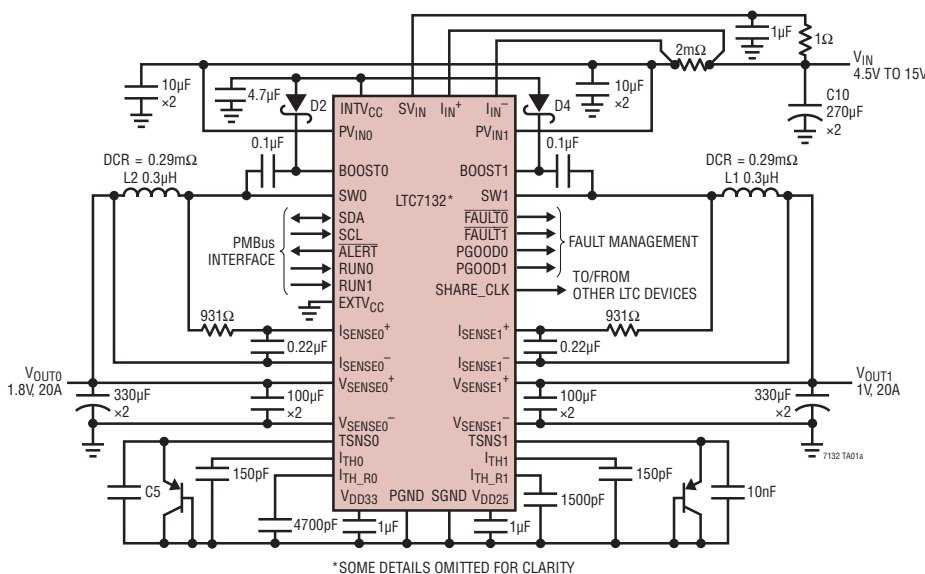 1µF
1Ω
2mΩ
V_IN
4.5V TO 15V
10µF
×2
4.7µF
D2
INTV_CC
SV_IN
I_IN^+
I_IN^–
D4
10µF
×2
C10
270µF
×2
PV_IN0
PV_IN1
0.1µF
0.1µF
DCR = 0.29mΩ
L2 0.3µH
BOOST0
BOOST1
DCR = 0.29mΩ
L1 0.3µH
SW0
LTC7132*
SW1
PMBus
INTERFACE
SDA
SCL
ALERT
RUN0
RUN1
EXTV_CC
FAULT0
FAULT1
PGOOD0
PGOOD1
SHARE_CLK
FAULT MANAGEMENT
TO/FROM
OTHER LTC DEVICES
931Ω
I_SENSE0^+
I_SENSE1^+
931Ω
0.22µF
0.22µF
I_SENSE0^–
I_SENSE1^–
V_OUT0
1.8V, 20A
V_SENSE0^+
V_SENSE1^+
V_OUT1
1V, 20A
330µF
×2
100µF
×2
100µF
×2
330µF
×2
V_SENSE0^–
V_SENSE1^–
7132 TA01a
TSNS0
TSNS1
I_TH0
I_TH1
150pF
150pF
I_TH_R0
I_TH_R1
C5
V_DD33
PGND
SGND
V_DD25
10nF
4700pF
1µF
1µF
1500pF
*SOME DETAILS OMITTED FOR CLARITY